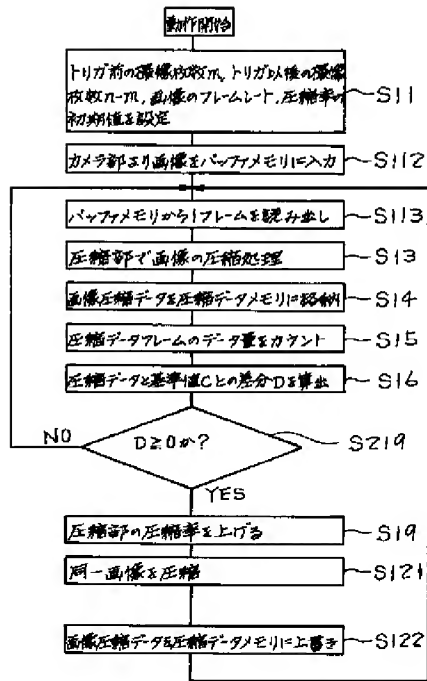 動作開始
トリガ前の撮像枚数m,トリガ以後の撮像
枚数n-m,画像のフレームレート,圧縮率の
初期値を設定
S11
カメラ部より画像をバッファメモリに入力
S112
バッファメモリから1フレームを読み出し
S113
圧縮部で画像の圧縮処理
S13
画像圧縮データを圧縮データメモリに格納
S14
圧縮データフレームのデータ量をカウント
S15
圧縮データと基準値Cとの差分Dを算出
S16
NO
D≧0か?
S219
YES
圧縮部の圧縮率を上げる
S19
同一画像を圧縮
S121
画像圧縮データを圧縮データメモリに上書き
S122